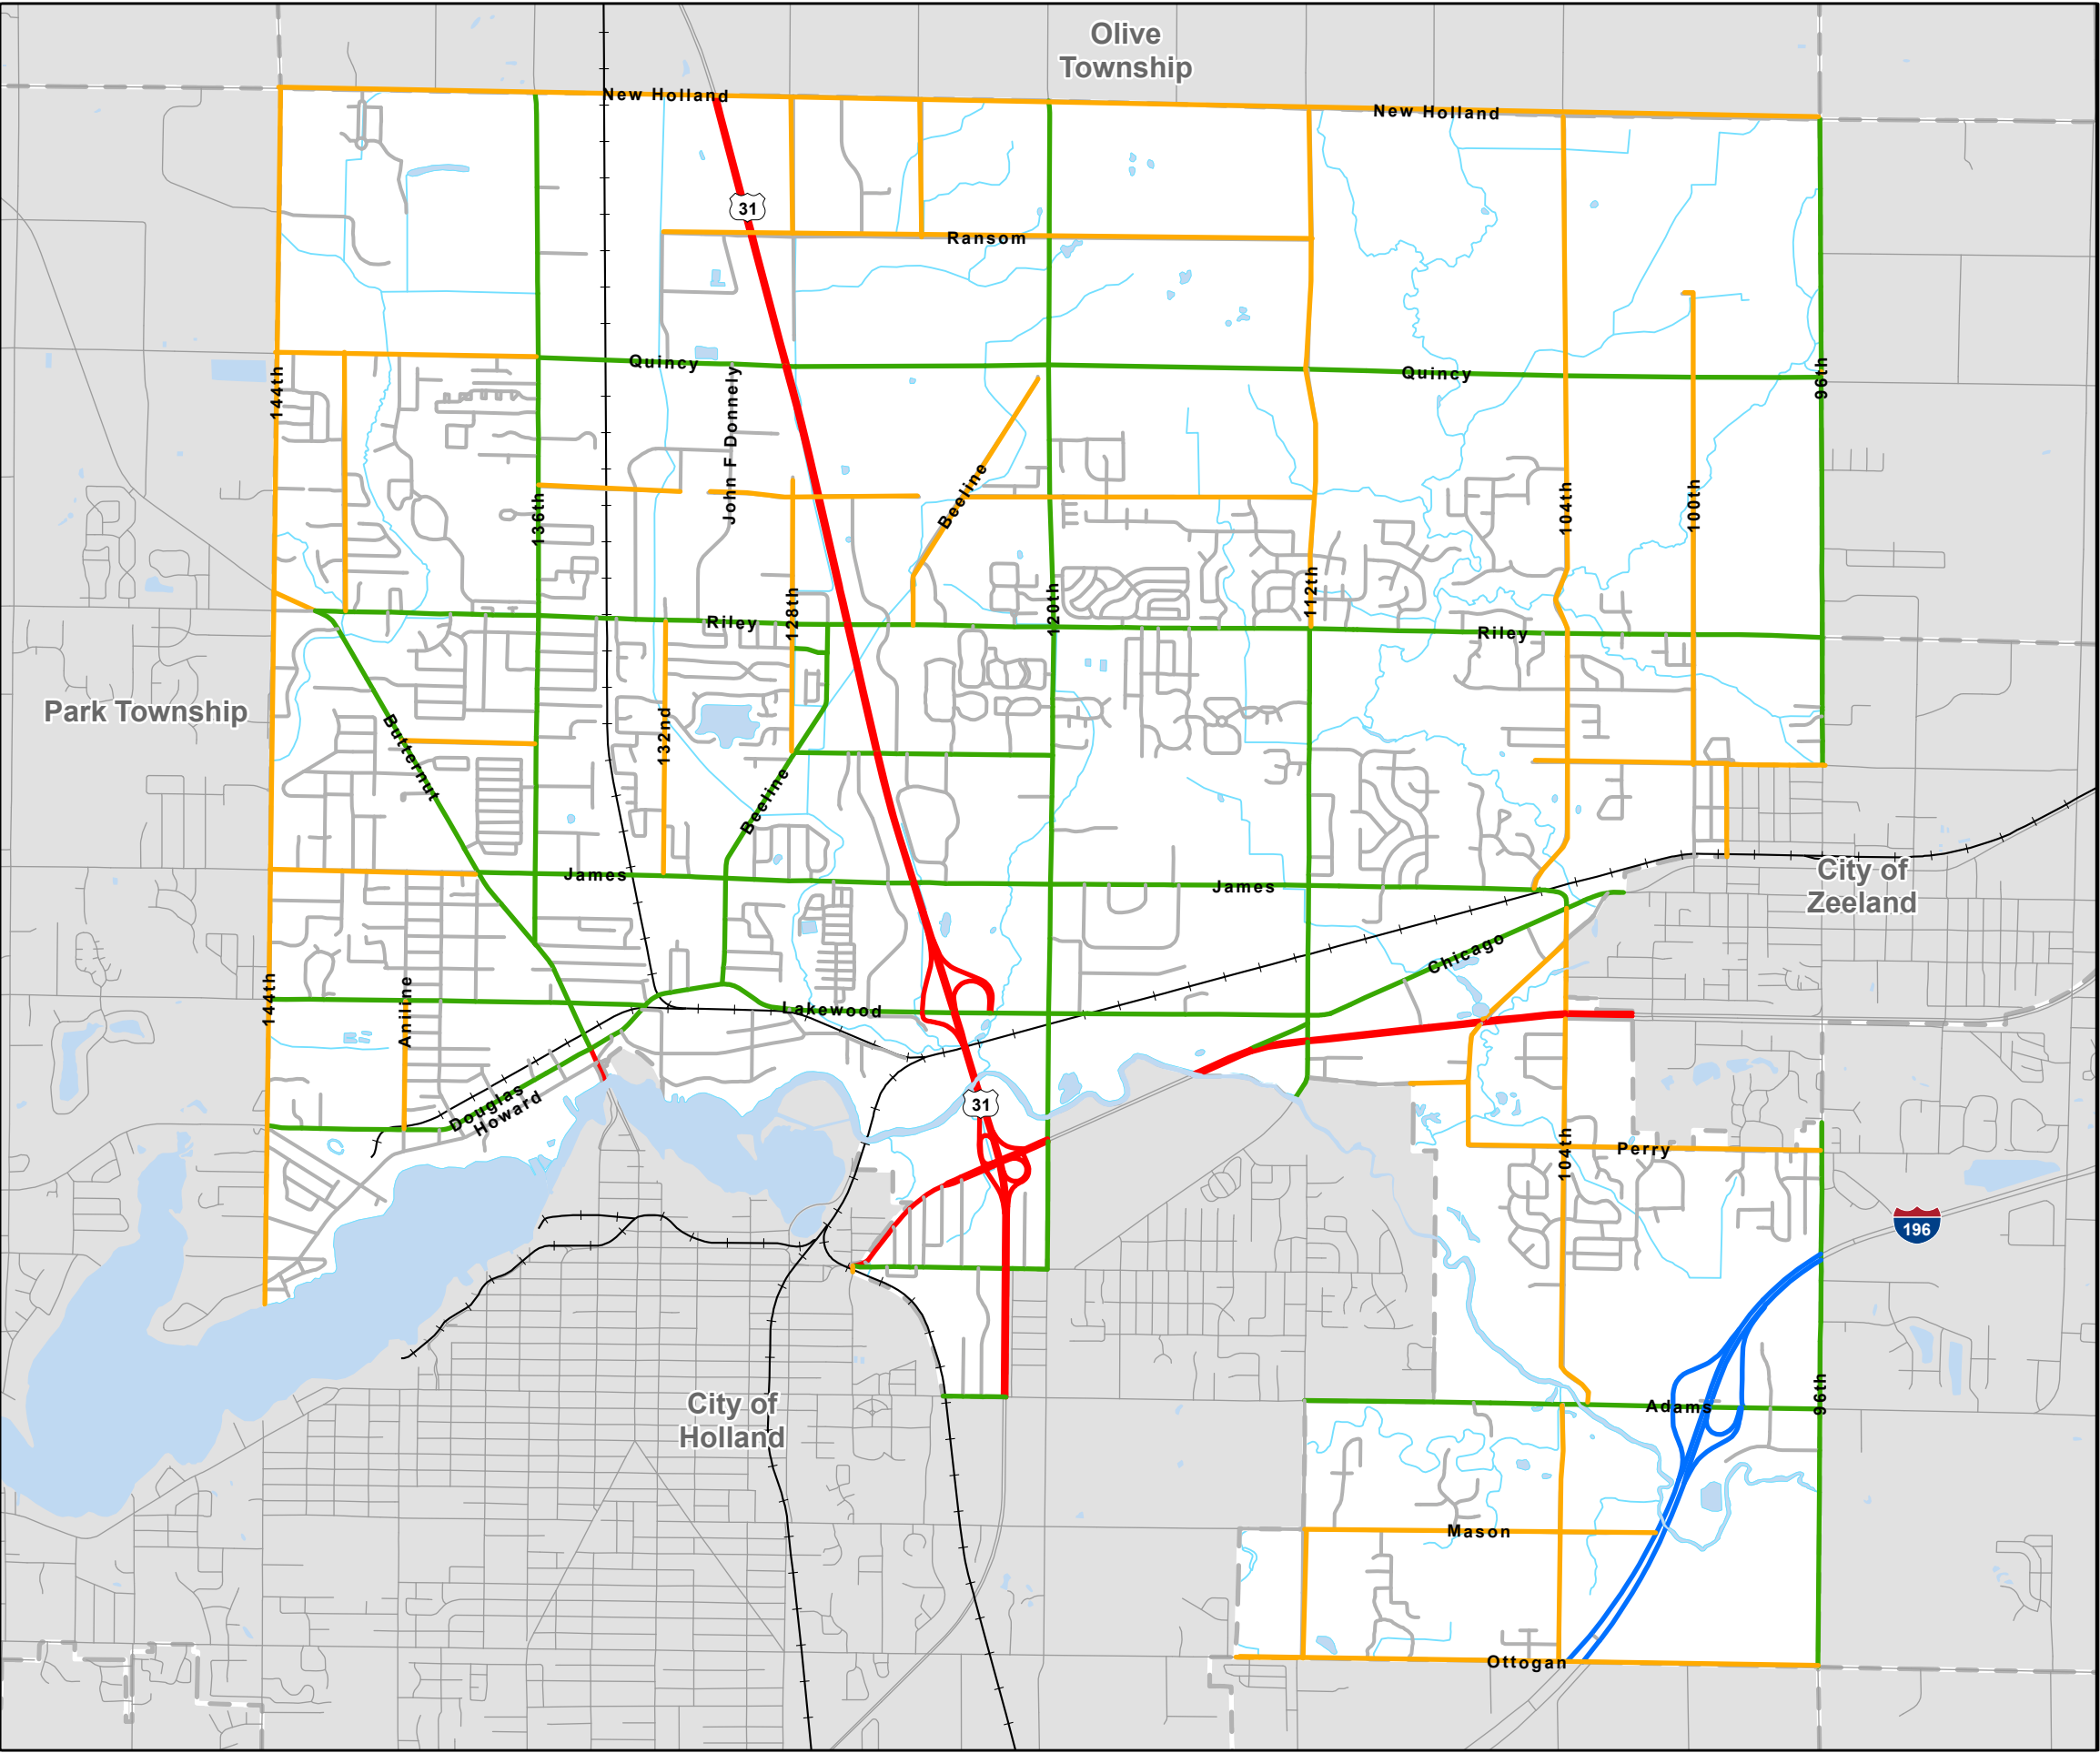 Olive
Township
New Holland
New Holland
31
Ransom
Quincy
Quincy
144th
96th
John F Donnely
Beeline
136th
104th
100th
128th
120th
112th
Riley
Riley
Park Township
Butternut
132nd
Beeline
James
James
City of
Zeeland
Chicago
144th
Aniline
Lakewood
31
Douglas
Howard
104th
Perry
196
City of
Holland
Adams
96th
Mason
Ottogan